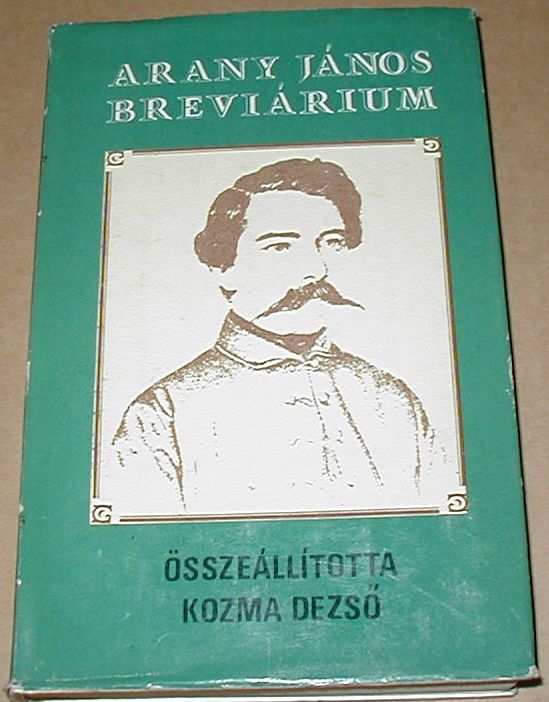 ARANY JÁNOS
BREVIÁRIUM
ÖSSZEÁLLÍTOTTA
KOZMA DEZSŐ